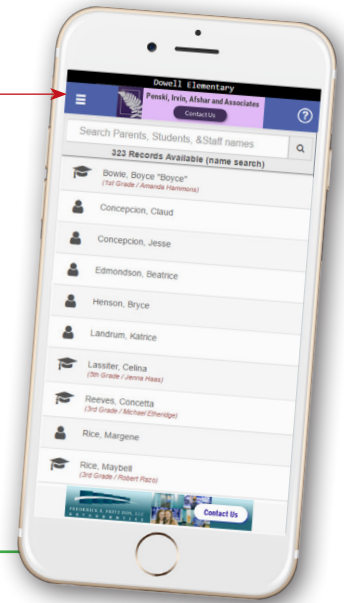 Dowell Elementary
Penski, Irvin, Afshar and Associates
Contact Us
?
Search Parents, Students, &Staff names
323 Records Available (name search)
Bowie, Boyce "Boyce"
(1st Grade / Amanda Hammons)
Concepcion, Claud
Concepcion, Jesse
Edmondson, Beatrice
Henson, Bryce
Landrum, Katrice
Lassiter, Celina
(5th Grade / Jenna Haas)
Reeves, Concetta
(3rd Grade / Michael Etheridge)
Rice, Margene
Rice, Maybell
(3rd Grade / Robert Razo)
Contact Us